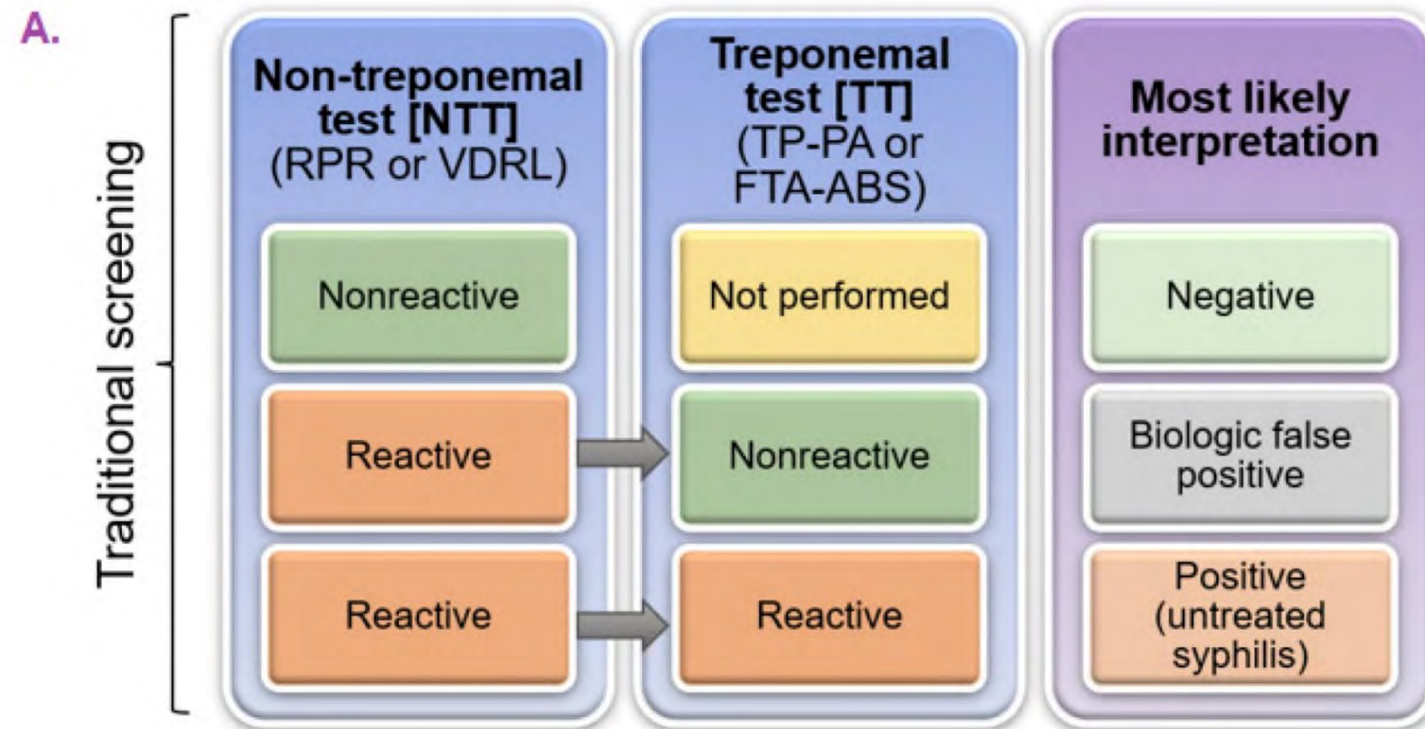 A.
Traditional screening
Non-treponemal
test [NTT]
(RPR or VDRL)
Treponemal
test [TT]
(TP-PA or
FTA-ABS)
Most likely
interpretation
Nonreactive
Not performed
Negative
Reactive
Nonreactive
Biologic false
positive
Reactive
Reactive
Positive
(untreated
syphilis)